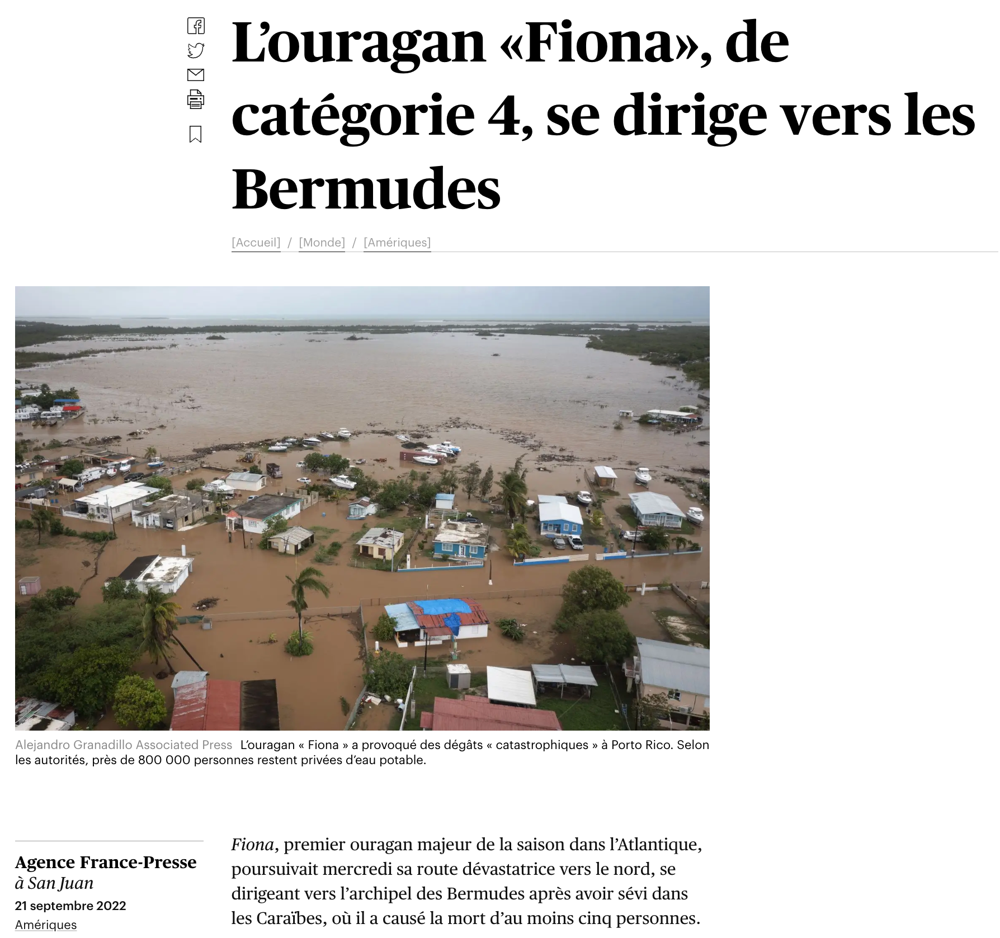 L’ouragan «Fiona», de
catégorie 4, se dirige vers les
Bermudes
[Accueil] / [Monde] / [Amériques]
Alejandro Granadillo Associated Press L’ouragan « Fiona » a provoqué des dégâts « catastrophiques » à Porto Rico. Selon
les autorités, près de 800 000 personnes restent privées d’eau potable.
Agence France-Presse
à San Juan
21 septembre 2022
Amériques
Fiona, premier ouragan majeur de la saison dans l’Atlantique,
poursuivait mercredi sa route dévastatrice vers le nord, se
dirigeant vers l’archipel des Bermudes après avoir sévi dans
les Caraïbes, où il a causé la mort d’au moins cinq personnes.